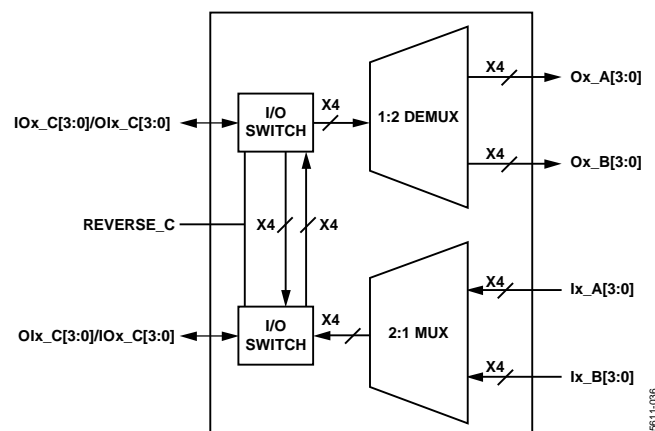 X4
Ox_A[3:0]
I/O
SWITCH
X4
1:2 DEMUX
IOx_C[3:0]/OIx_C[3:0]
X4
Ox_B[3:0]
REVERSE_C
X4
X4
X4
Ix_A[3:0]
I/O
SWITCH
X4
2:1 MUX
OIx_C[3:0]/IOx_C[3:0]
X4
Ix_B[3:0]